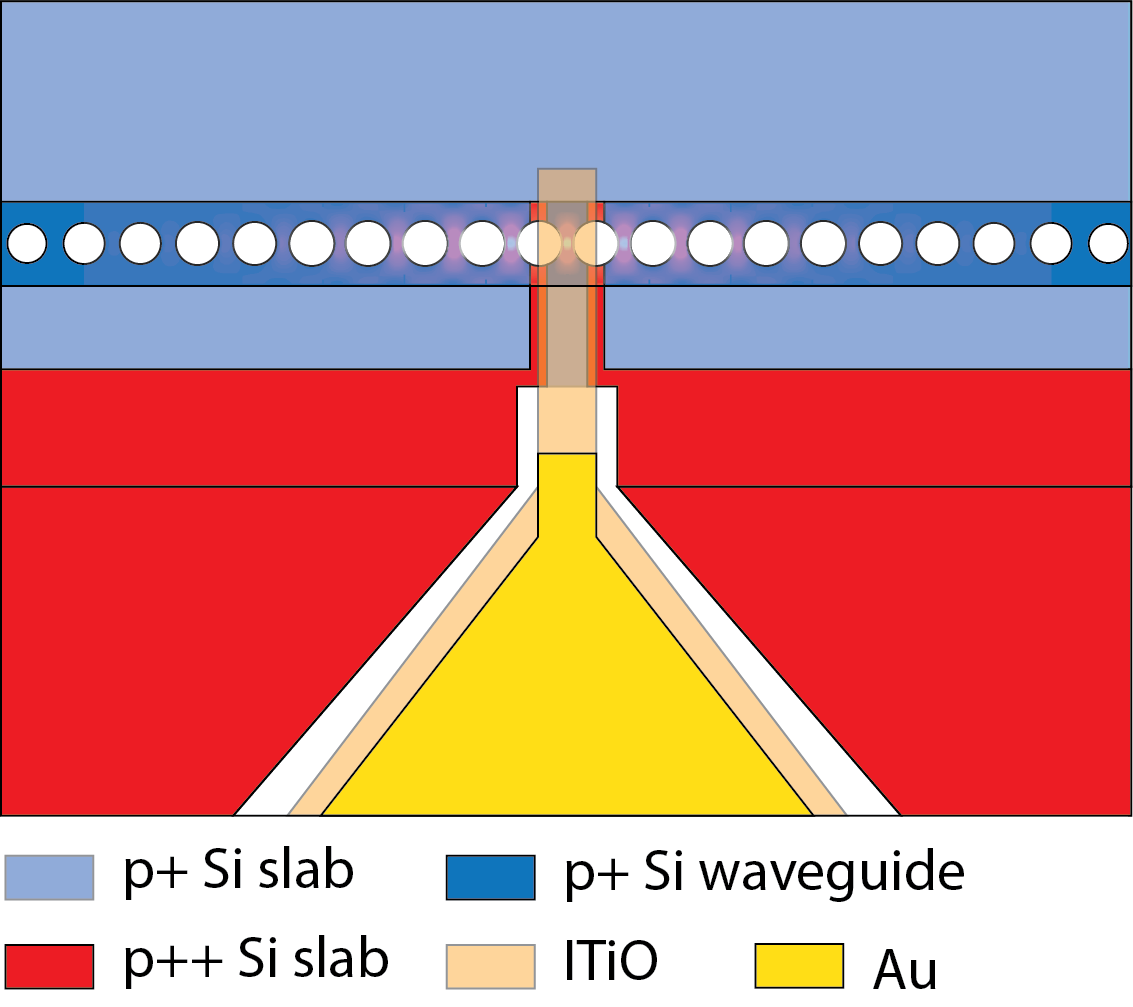 p+ Si slab
p+ Si waveguide
p++ Si slab
ITiO
Au